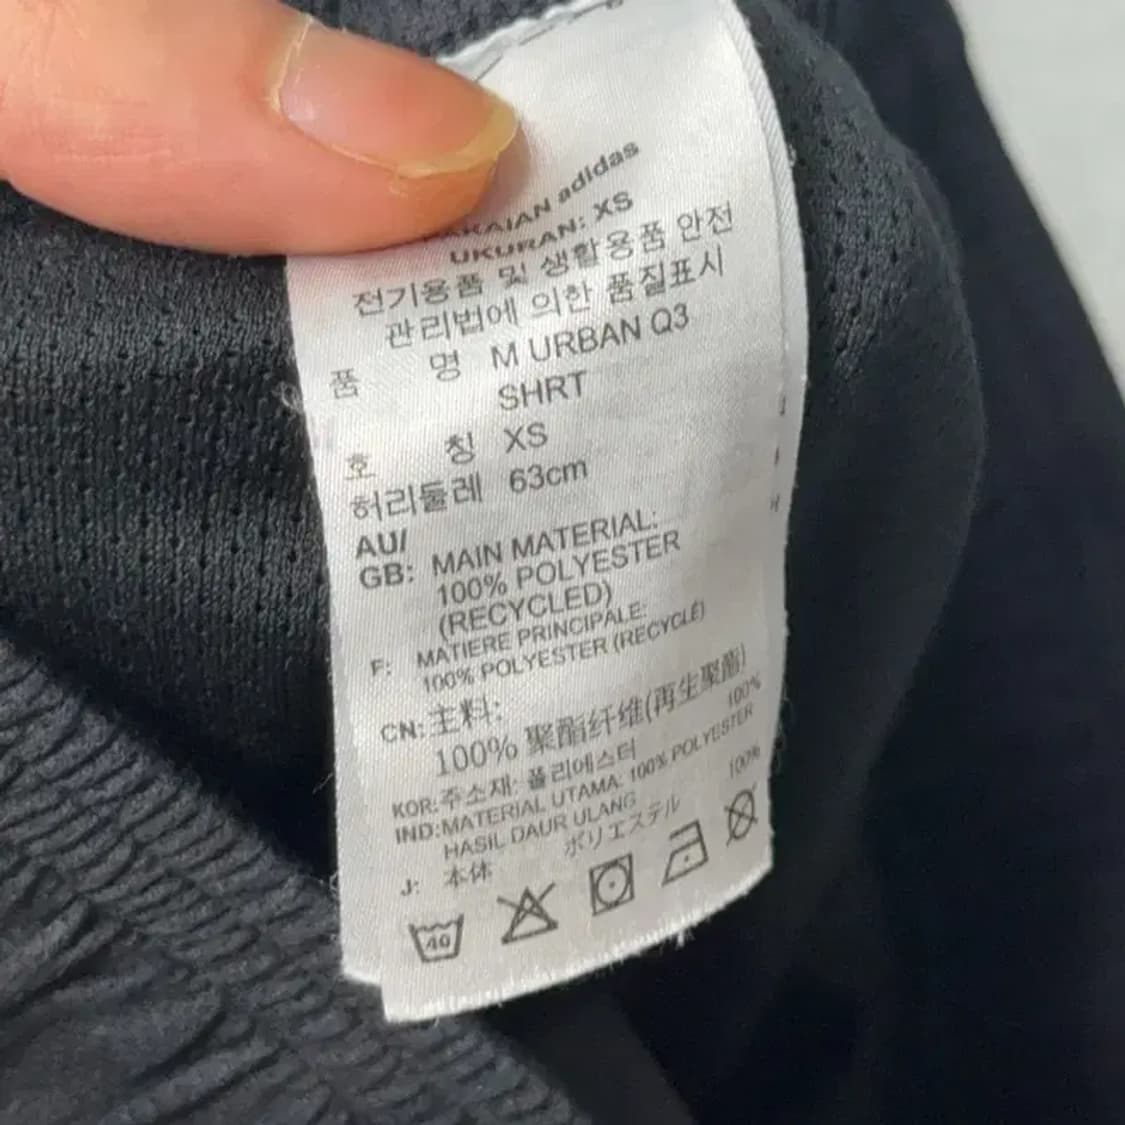 adidas
UKURAN: XS
전기용품 및 생활용품 안전
관리법에 의한 품질표시
품 명 M URBAN Q3
SHRT
호 칭 XS
허리둘레 63cm
AU/
GB: MAIN MATERIAL:
100% POLYESTER
(RECYCLED)
F: MATIERE PRINCIPALE:
100% POLYESTER (RECYCLÉ)
CN: 主料:
100% 聚酯纤维(再生聚酯)
KOR: 주소재: 폴리에스터 100%
IND: MATERIAL UTAMA: 100% POLYESTER
HASIL DAUR ULANG
J: 本体 ポリエステル 100%
40